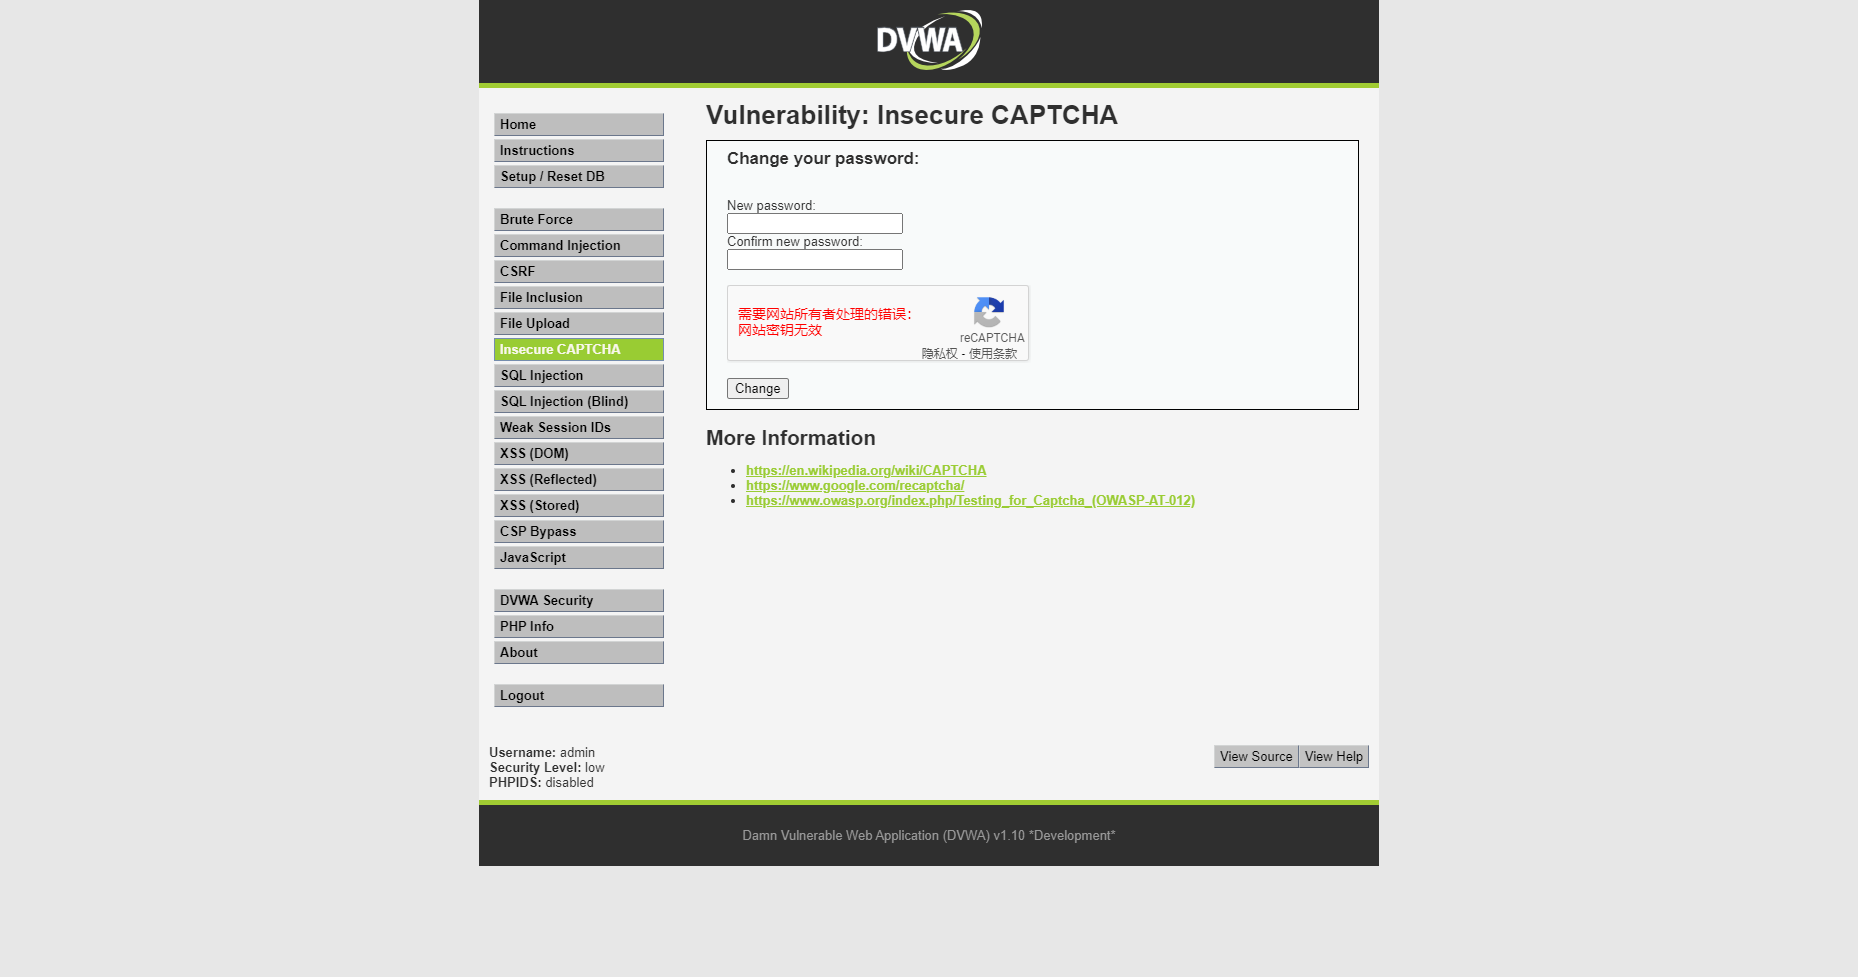 DVWA
Home
Instructions
Setup / Reset DB
Brute Force
Command Injection
CSRF
File Inclusion
File Upload
Insecure CAPTCHA
SQL Injection
SQL Injection (Blind)
Weak Session IDs
XSS (DOM)
XSS (Reflected)
XSS (Stored)
CSP Bypass
JavaScript
DVWA Security
PHP Info
About
Logout
Vulnerability: Insecure CAPTCHA
Change your password:
New password:
Confirm new password:
需要网站所有者处理的错误：
网站密钥无效
reCAPTCHA
隐私权 - 使用条款
Change
More Information
https://en.wikipedia.org/wiki/CAPTCHA
https://www.google.com/recaptcha/
https://www.owasp.org/index.php/Testing_for_Captcha_(OWASP-AT-012)
Username: admin
Security Level: low
PHPIDS: disabled
View Source View Help
Damn Vulnerable Web Application (DVWA) v1.10 *Development*